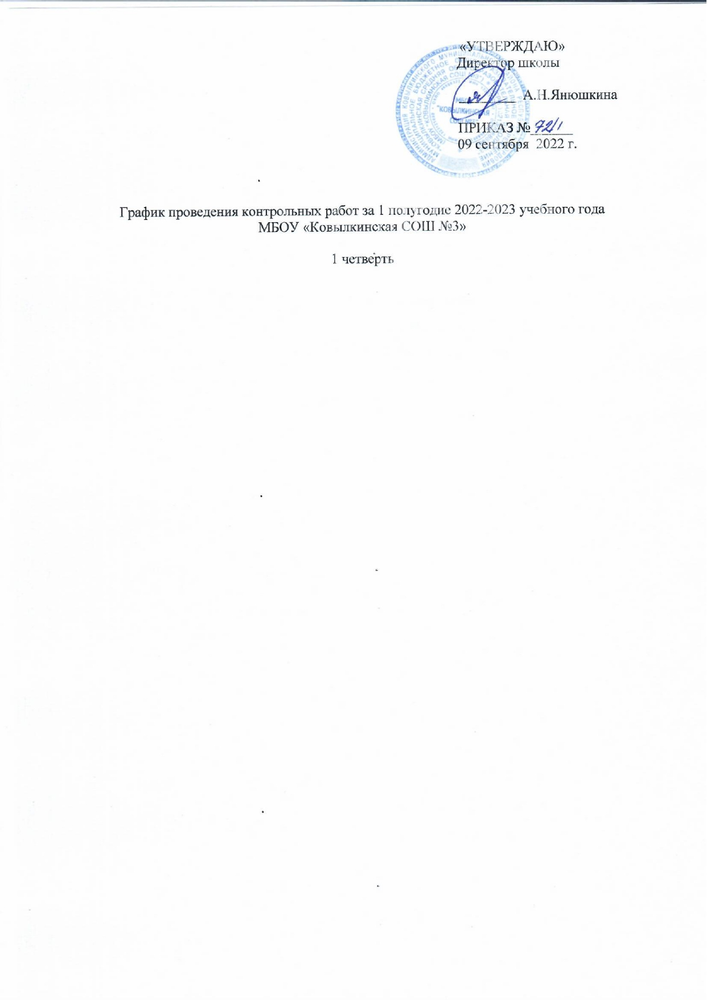 «УТВЕРЖДАЮ»
Директор школы
А.Н.Янюшкина
ПРИКАЗ № 72/1
09 сентября 2022 г.
График проведения контрольных работ за 1 полугодие 2022-2023 учебного года
МБОУ «Ковылкинская СОШ №3»
1 четверть